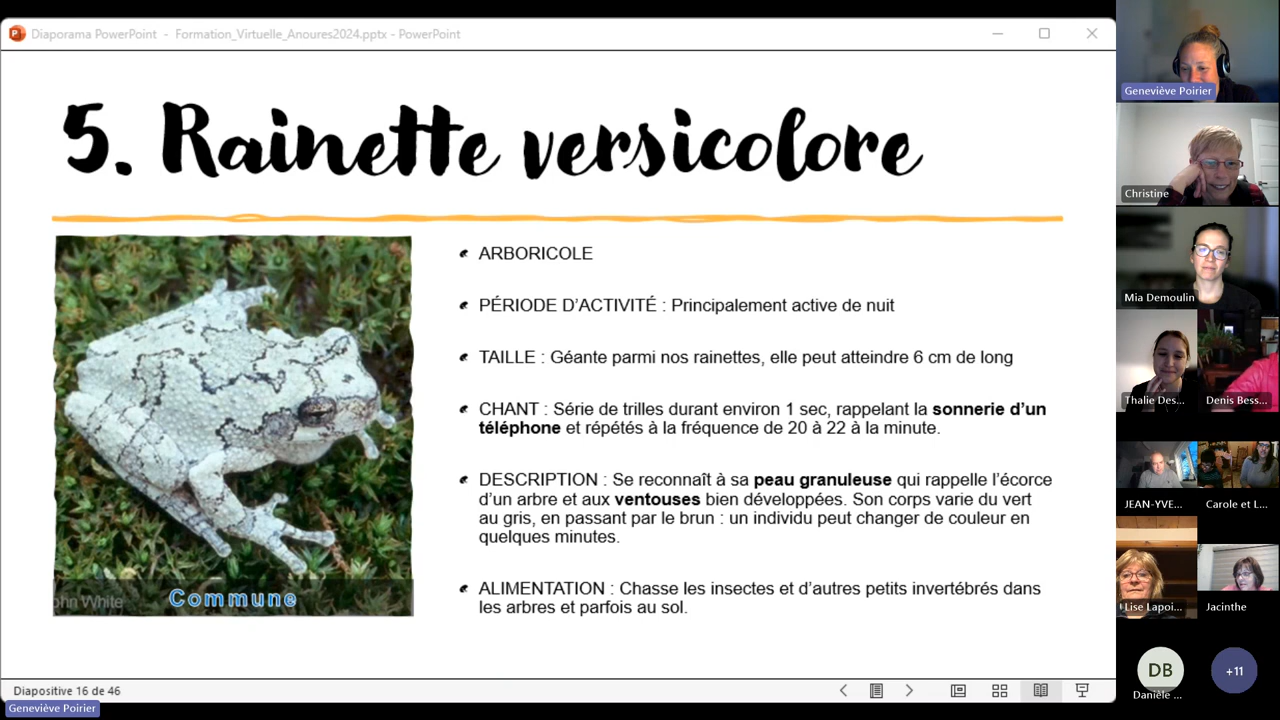 Diaporama PowerPoint - Formation_Virtuelle_Anoures2024.pptx - PowerPoint
5. Rainette versicolore
ARBORICOLE
PÉRIODE D'ACTIVITÉ : Principalement active de nuit
TAILLE : Géante parmi nos rainettes, elle peut atteindre 6 cm de long
CHANT : Série de trilles durant environ 1 sec, rappelant la sonnerie d'un
téléphone et répétés à la fréquence de 20 à 22 à la minute.
DESCRIPTION : Se reconnaît à sa peau granuleuse qui rappelle l'écorce
d'un arbre et aux ventouses bien développées. Son corps varie du vert
au gris, en passant par le brun : un individu peut changer de couleur en
quelques minutes.
ALIMENTATION : Chasse les insectes et d'autres petits invertébrés dans
les arbres et parfois au sol.
ohn White
Commune
Diapositive 16 de 46
Geneviève Poirier
Geneviève Poirier
Christine
Mia Demoulin
Thalie Des...
Denis Bess...
JEAN-YVE...
Carole et L...
Lise Lapoi...
Jacinthe
DB
Danièle ...
+11